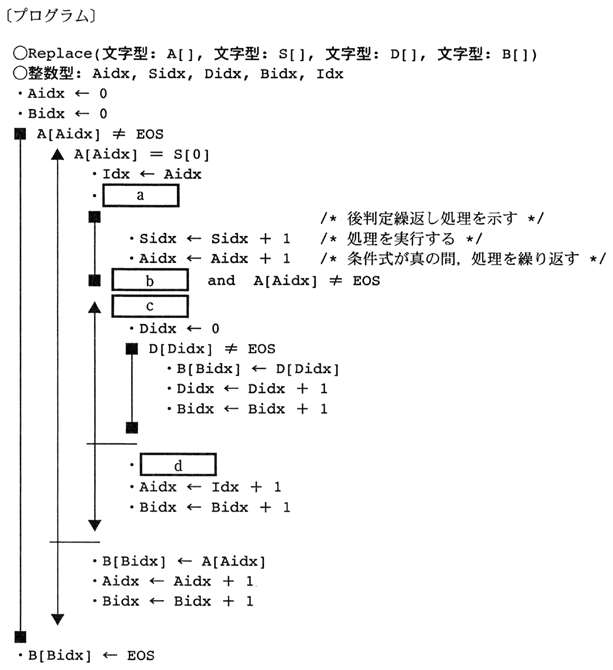 〔プログラム〕
○Replace(文字型: A[], 文字型: S[], 文字型: D[], 文字型: B[])
○整数型: Aidx, Sidx, Didx, Bidx, Idx
・Aidx ← 0
・Bidx ← 0
■ A[Aidx] ≠ EOS
A[Aidx] = S[0]
・Idx ← Aidx
・ a
/* 後判定繰返し処理を示す */
・Sidx ← Sidx + 1 /* 処理を実行する */
・Aidx ← Aidx + 1 /* 条件式が真の間，処理を繰り返す */
b and A[Aidx] ≠ EOS
c
・Didx ← 0
D[Didx] ≠ EOS
・B[Bidx] ← D[Didx]
・Didx ← Didx + 1
・Bidx ← Bidx + 1
・ d
・Aidx ← Idx + 1
・Bidx ← Bidx + 1
・B[Bidx] ← A[Aidx]
・Aidx ← Aidx + 1
・Bidx ← Bidx + 1
・B[Bidx] ← EOS